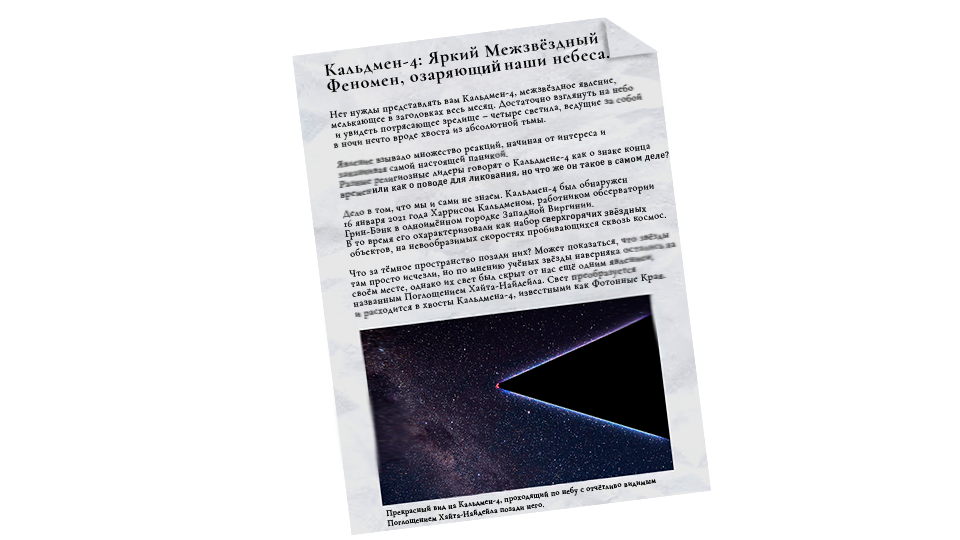 Кальдмен-4: Яркий Межзвёздный
Феномен, озаряющий наши небеса.
Нет нужды представлять вам Кальдмен-4, межзвёздное явление,
мелькающее в заголовках весь месяц. Достаточно взглянуть на небо
и увидеть потрясающее зрелище – четыре светила, ведущие за собой
в ночи нечто вроде хвоста из абсолютной тьмы.
Явление взывало множество реакций, начиная от интереса и
заканчивая самой настоящей паникой.
Разные религиозные лидеры говорят о Кальдмене-4 как о знаке конца
времен или как о поводе для ликования, но что же он такое в самом деле?
Дело в том, что мы и сами не знаем. Кальдмен-4 был обнаружен
16 января 2021 года Харрисом Кальдменом, работником обсерватории
Грин-Бэнк в одноимённом городке Западной Виргинии.
В то время его охарактеризовали как набор сверхгорячих звёздных
объектов, на невообразимых скоростях пробивающихся сквозь космос.
Что за тёмное пространство позади них? Может показаться, что звёзды
там просто исчезли, но по мнению учёных звёзды наверняка остались на
своём месте, однако их свет был скрыт от нас ещё одним явлением,
названным Поглощением Хайта-Найдейла. Свет преобразуется
и расходится в хвосты Кальдмена-4, известными как Фотонные Края.
Прекрасный вид на Кальдмен-4, проходящий по небу с отчётливо видимым
Поглощением Хайта-Найдейла позади него.